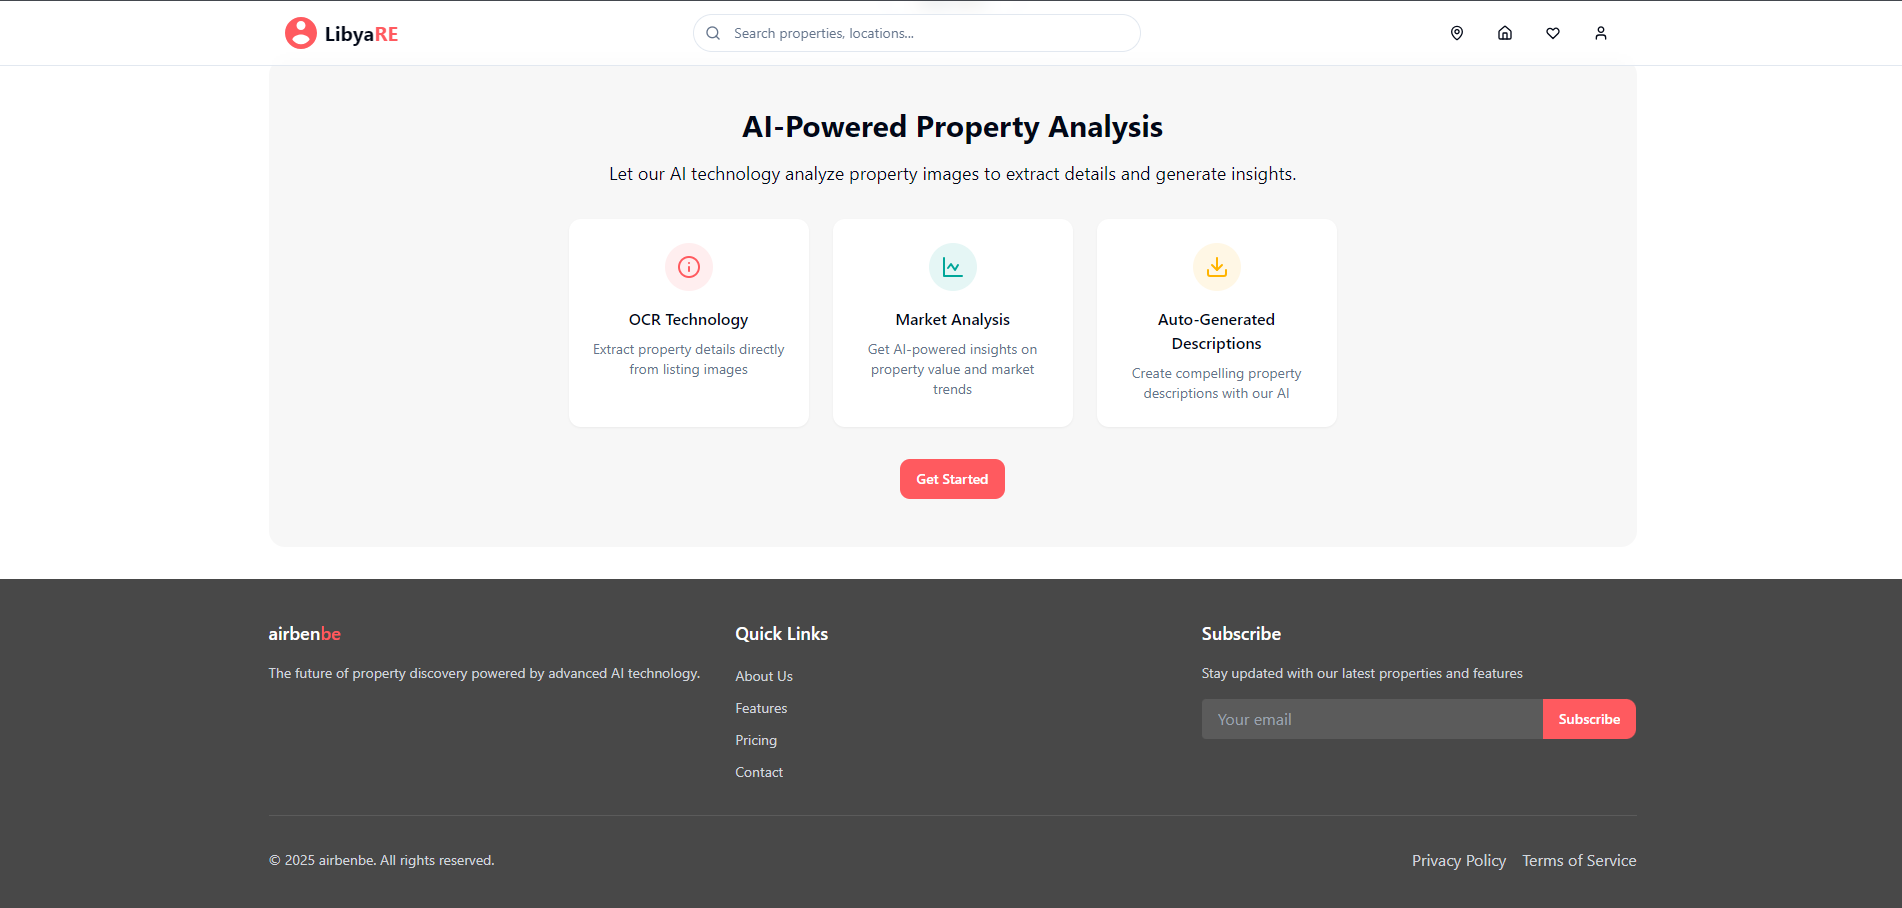 LibyaRE
Search properties, locations...
AI-Powered Property Analysis
Let our AI technology analyze property images to extract details and generate insights.
OCR Technology
Extract property details directly
from listing images
Market Analysis
Get AI-powered insights on
property value and market
trends
Auto-Generated
Descriptions
Create compelling property
descriptions with our AI
Get Started
airbenbe
The future of property discovery powered by advanced AI technology.
Quick Links
About Us
Features
Pricing
Contact
Subscribe
Stay updated with our latest properties and features
Your email
Subscribe
© 2025 airbenbe. All rights reserved.
Privacy Policy
Terms of Service